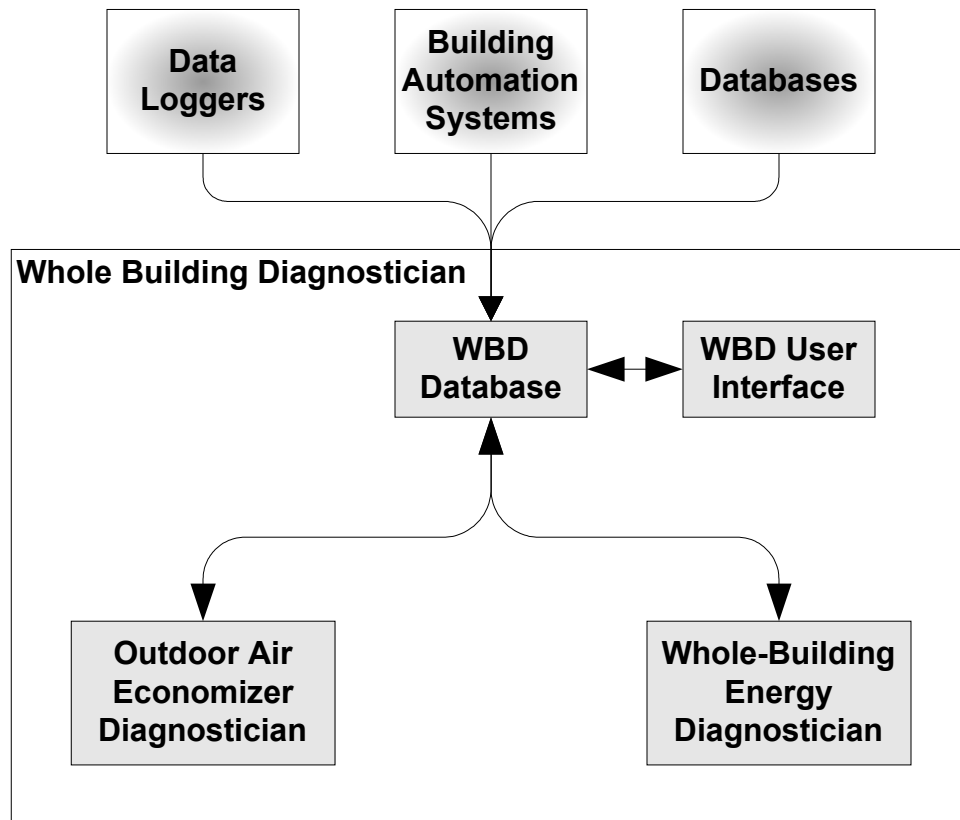 Data
Loggers
Building
Automation
Systems
Databases
Whole Building Diagnostician
WBD
Database
WBD User
Interface
Outdoor Air
Economizer
Diagnostician
Whole-Building
Energy
Diagnostician